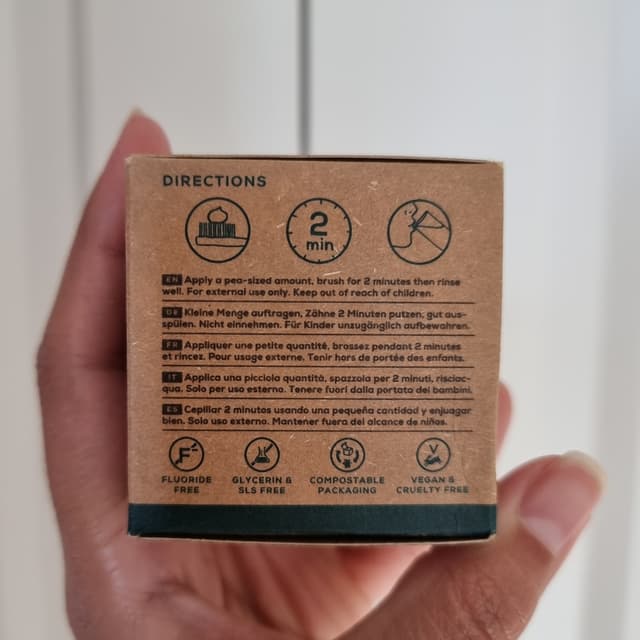 DIRECTIONS
2
min
EN Apply a pea-sized amount, brush for 2 minutes then rinse
well. For external use only. Keep out of reach of children.
DE Kleine Menge auftragen, Zähne 2 Minuten putzen, gut aus-
spülen. Nicht einnehmen. Für Kinder unzugänglich aufbewahren.
FR Appliquer une petite quantité, brossez pendant 2 minutes
et rincez. Pour usage externe. Tenir hors de portée des enfants.
IT Applica una picciola quantità, spazzola per 2 minuti, risciac-
qua. Solo per uso esterno. Tenere fuori dalla portata dei bambini.
ES Cepillar 2 minutos usando una pequeña cantidad y enjuagar
bien. Solo uso externo. Mantener fuera del alcance de niños.
F-
FLUORIDE FREE
GLYCERIN & SLS FREE
COMPOSTABLE PACKAGING
VEGAN & CRUELTY FREE